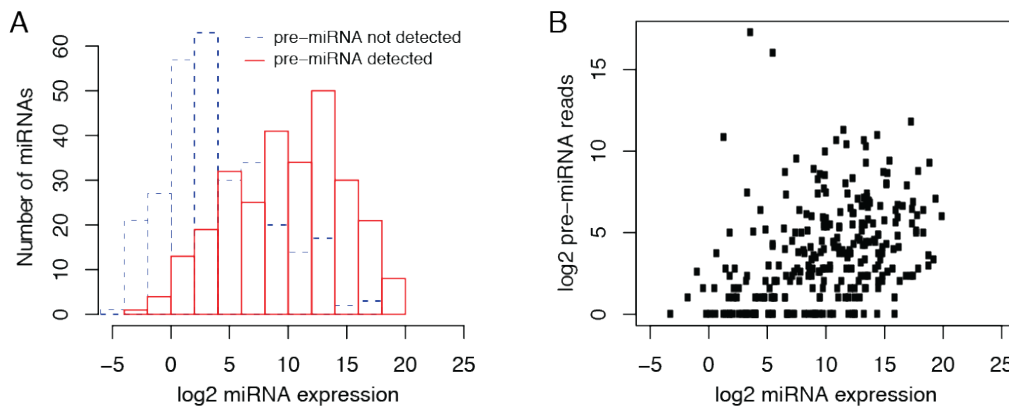 A
pre-miRNA not detected
pre-miRNA detected
Number of miRNAs
60
50
40
30
20
10
0
-5 0 5 10 15 20 25
log2 miRNA expression
B
log2 pre-miRNA reads
15
10
5
0
-5 0 5 10 15 20 25
log2 miRNA expression